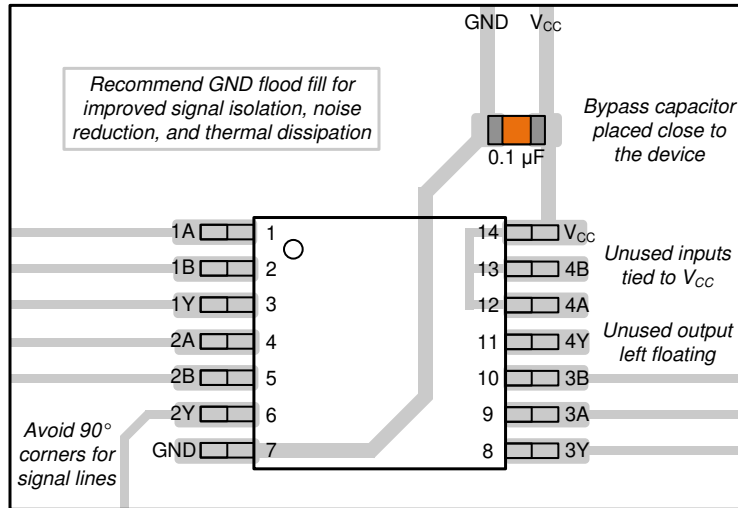 GND V_CC
Recommend GND flood fill for
improved signal isolation, noise
reduction, and thermal dissipation
Bypass capacitor
placed close to
the device
0.1 µF
1A 1 14 V_CC
1B 2 13 4B
1Y 3 12 4A
2A 4 11 4Y
2B 5 10 3B
2Y 6 9 3A
GND 7 8 3Y
Unused inputs
tied to V_CC
Unused output
left floating
Avoid 90°
corners for
signal lines